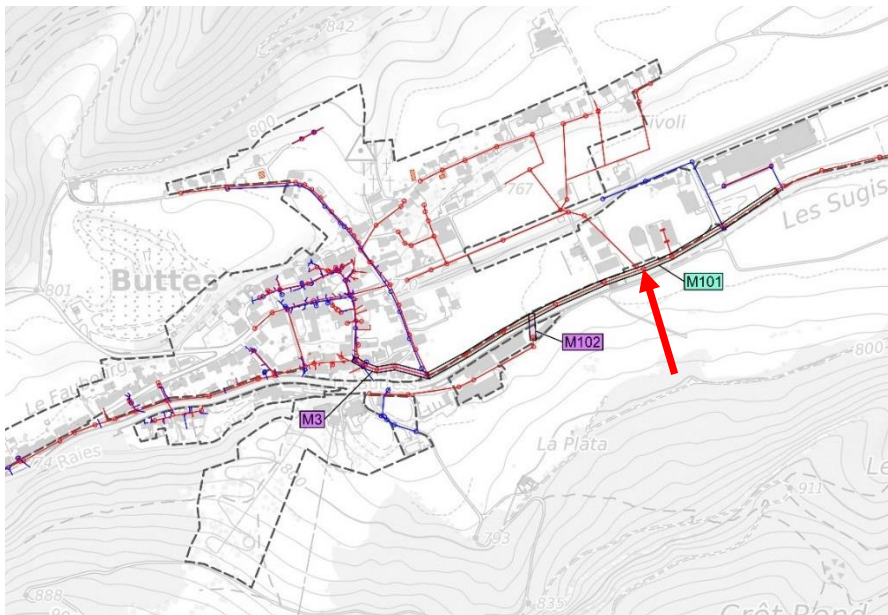 842
800
Tivoli
767
Les Sugis
Buttes
801
M101
M102
Le Faubourg
800
M3
Raies
La Plata
911
793
888
835